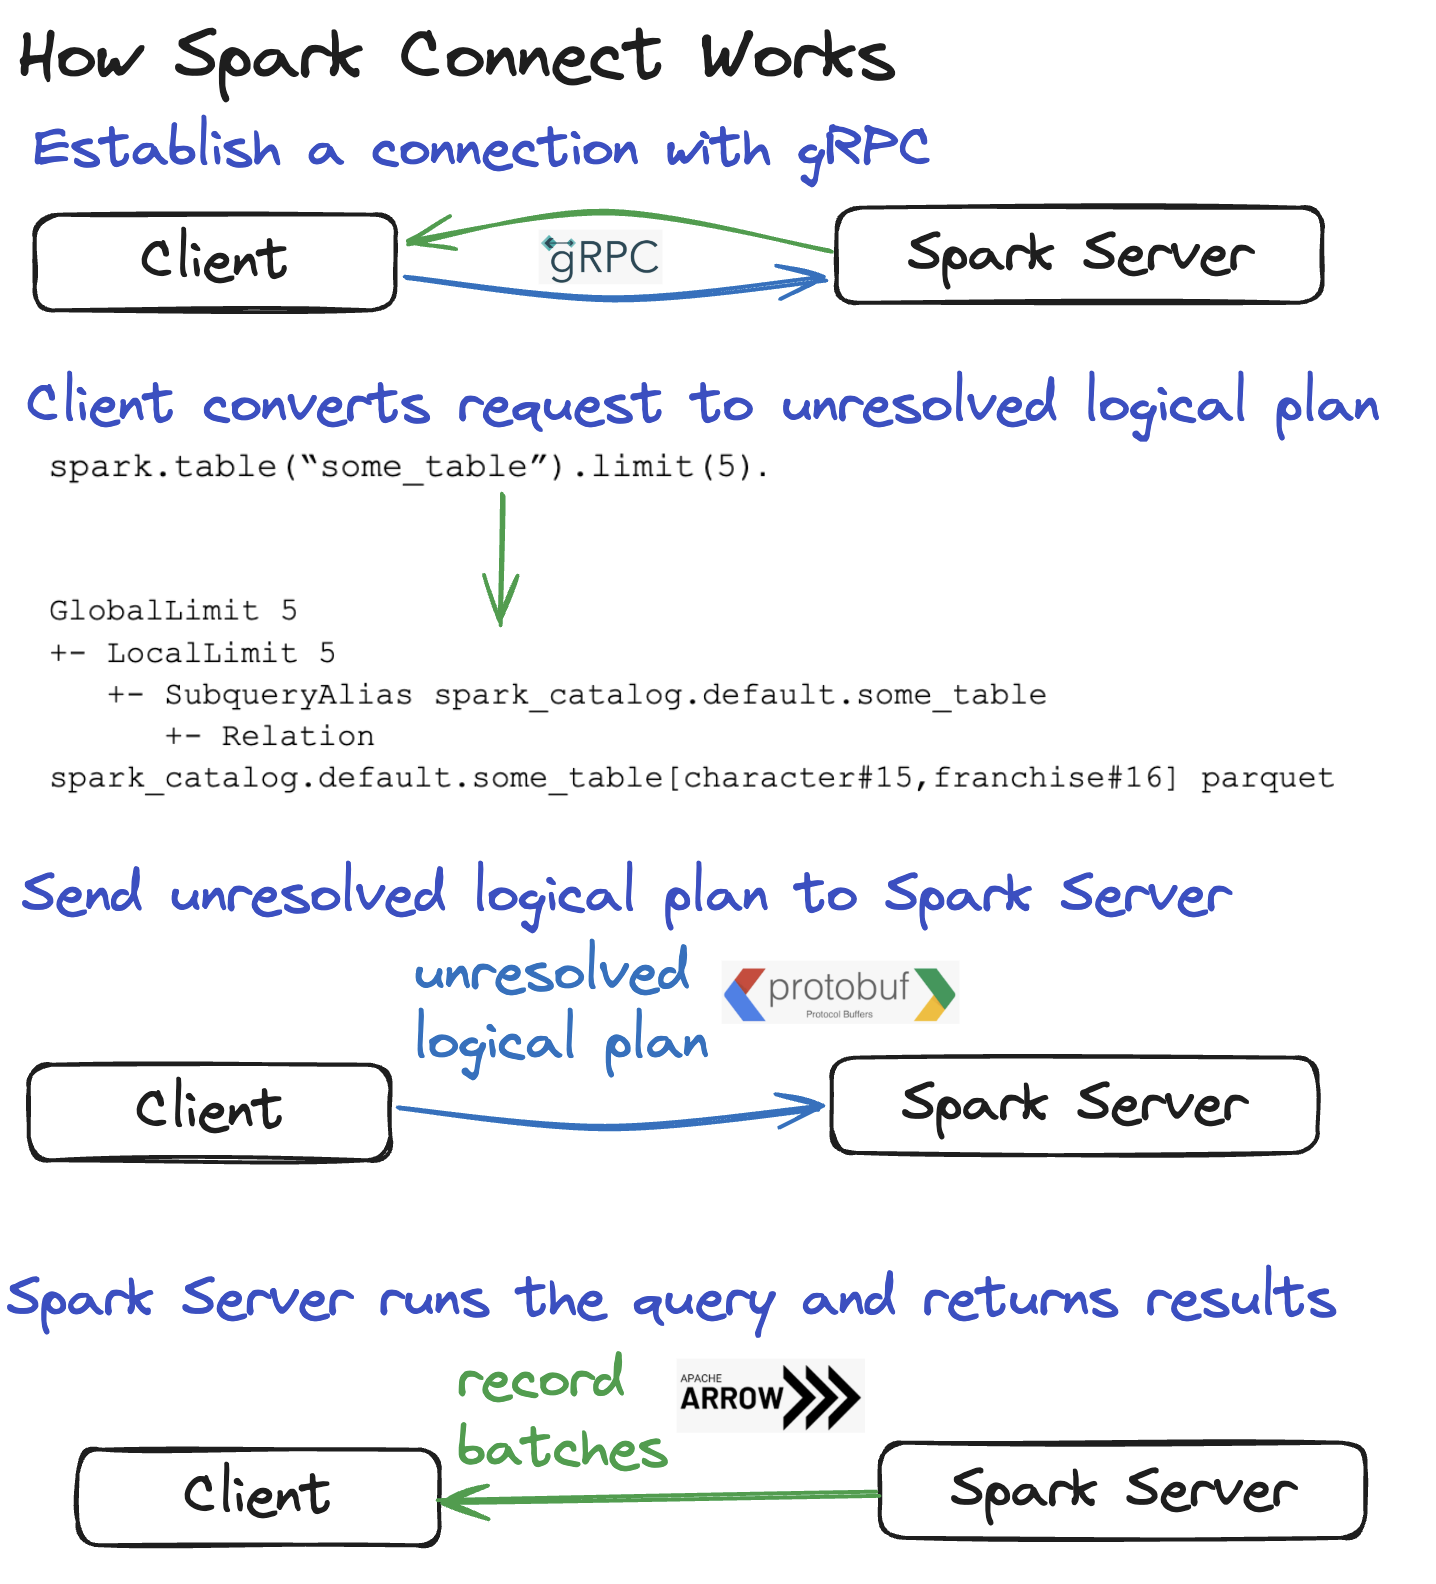 How Spark Connect Works
Establish a connection with gRPC
Client
gRPC
Spark Server
Client converts request to unresolved logical plan
spark.table(“some_table”).limit(5).
GlobalLimit 5
+- LocalLimit 5
   +- SubqueryAlias spark_catalog.default.some_table
      +- Relation
spark_catalog.default.some_table[character#15,franchise#16] parquet
Send unresolved logical plan to Spark Server
unresolved
logical plan
protobuf
Protocol Buffers
Client
Spark Server
Spark Server runs the query and returns results
record
batches
APACHE
ARROW
Client
Spark Server